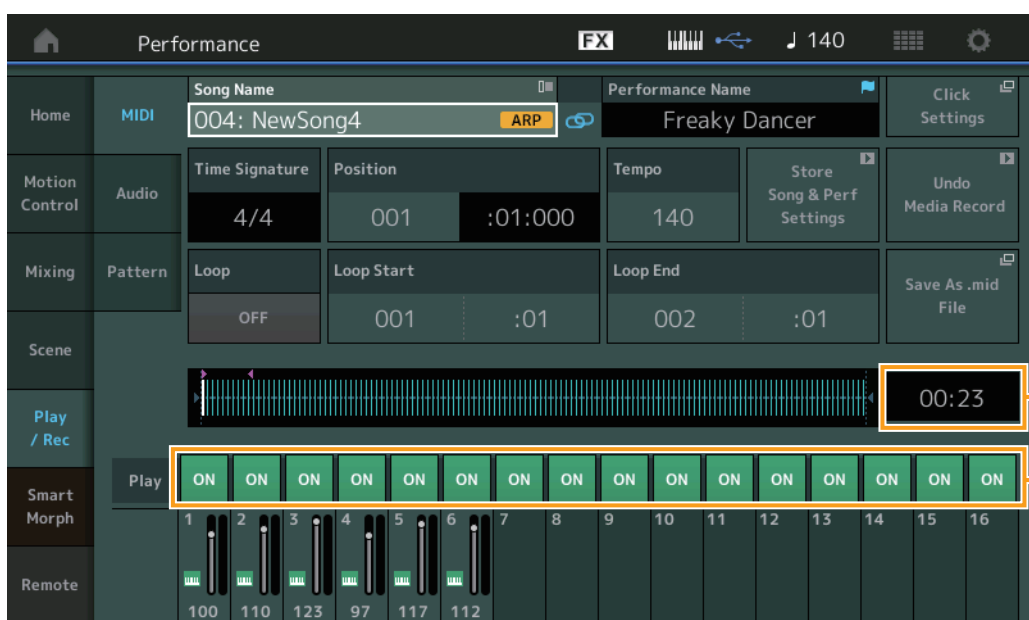 Performance FX 140
Song Name Performance Name Click Settings
Home MIDI 004: NewSong4 ARP Freaky Dancer
Time Signature Position Tempo Store Song & Perf Settings Undo Media Record
Motion Control Audio 4/4 001 :01:000 140
Mixing Pattern Loop Loop Start Loop End Save As .mid File
OFF 001 :01 002 :01
Scene
Play / Rec 00:23
Play ON ON ON ON ON ON ON ON ON ON ON ON ON ON ON ON
Smart Morph 1 2 3 4 5 6 7 8 9 10 11 12 13 14 15 16
Remote
100 110 123 97 117 112